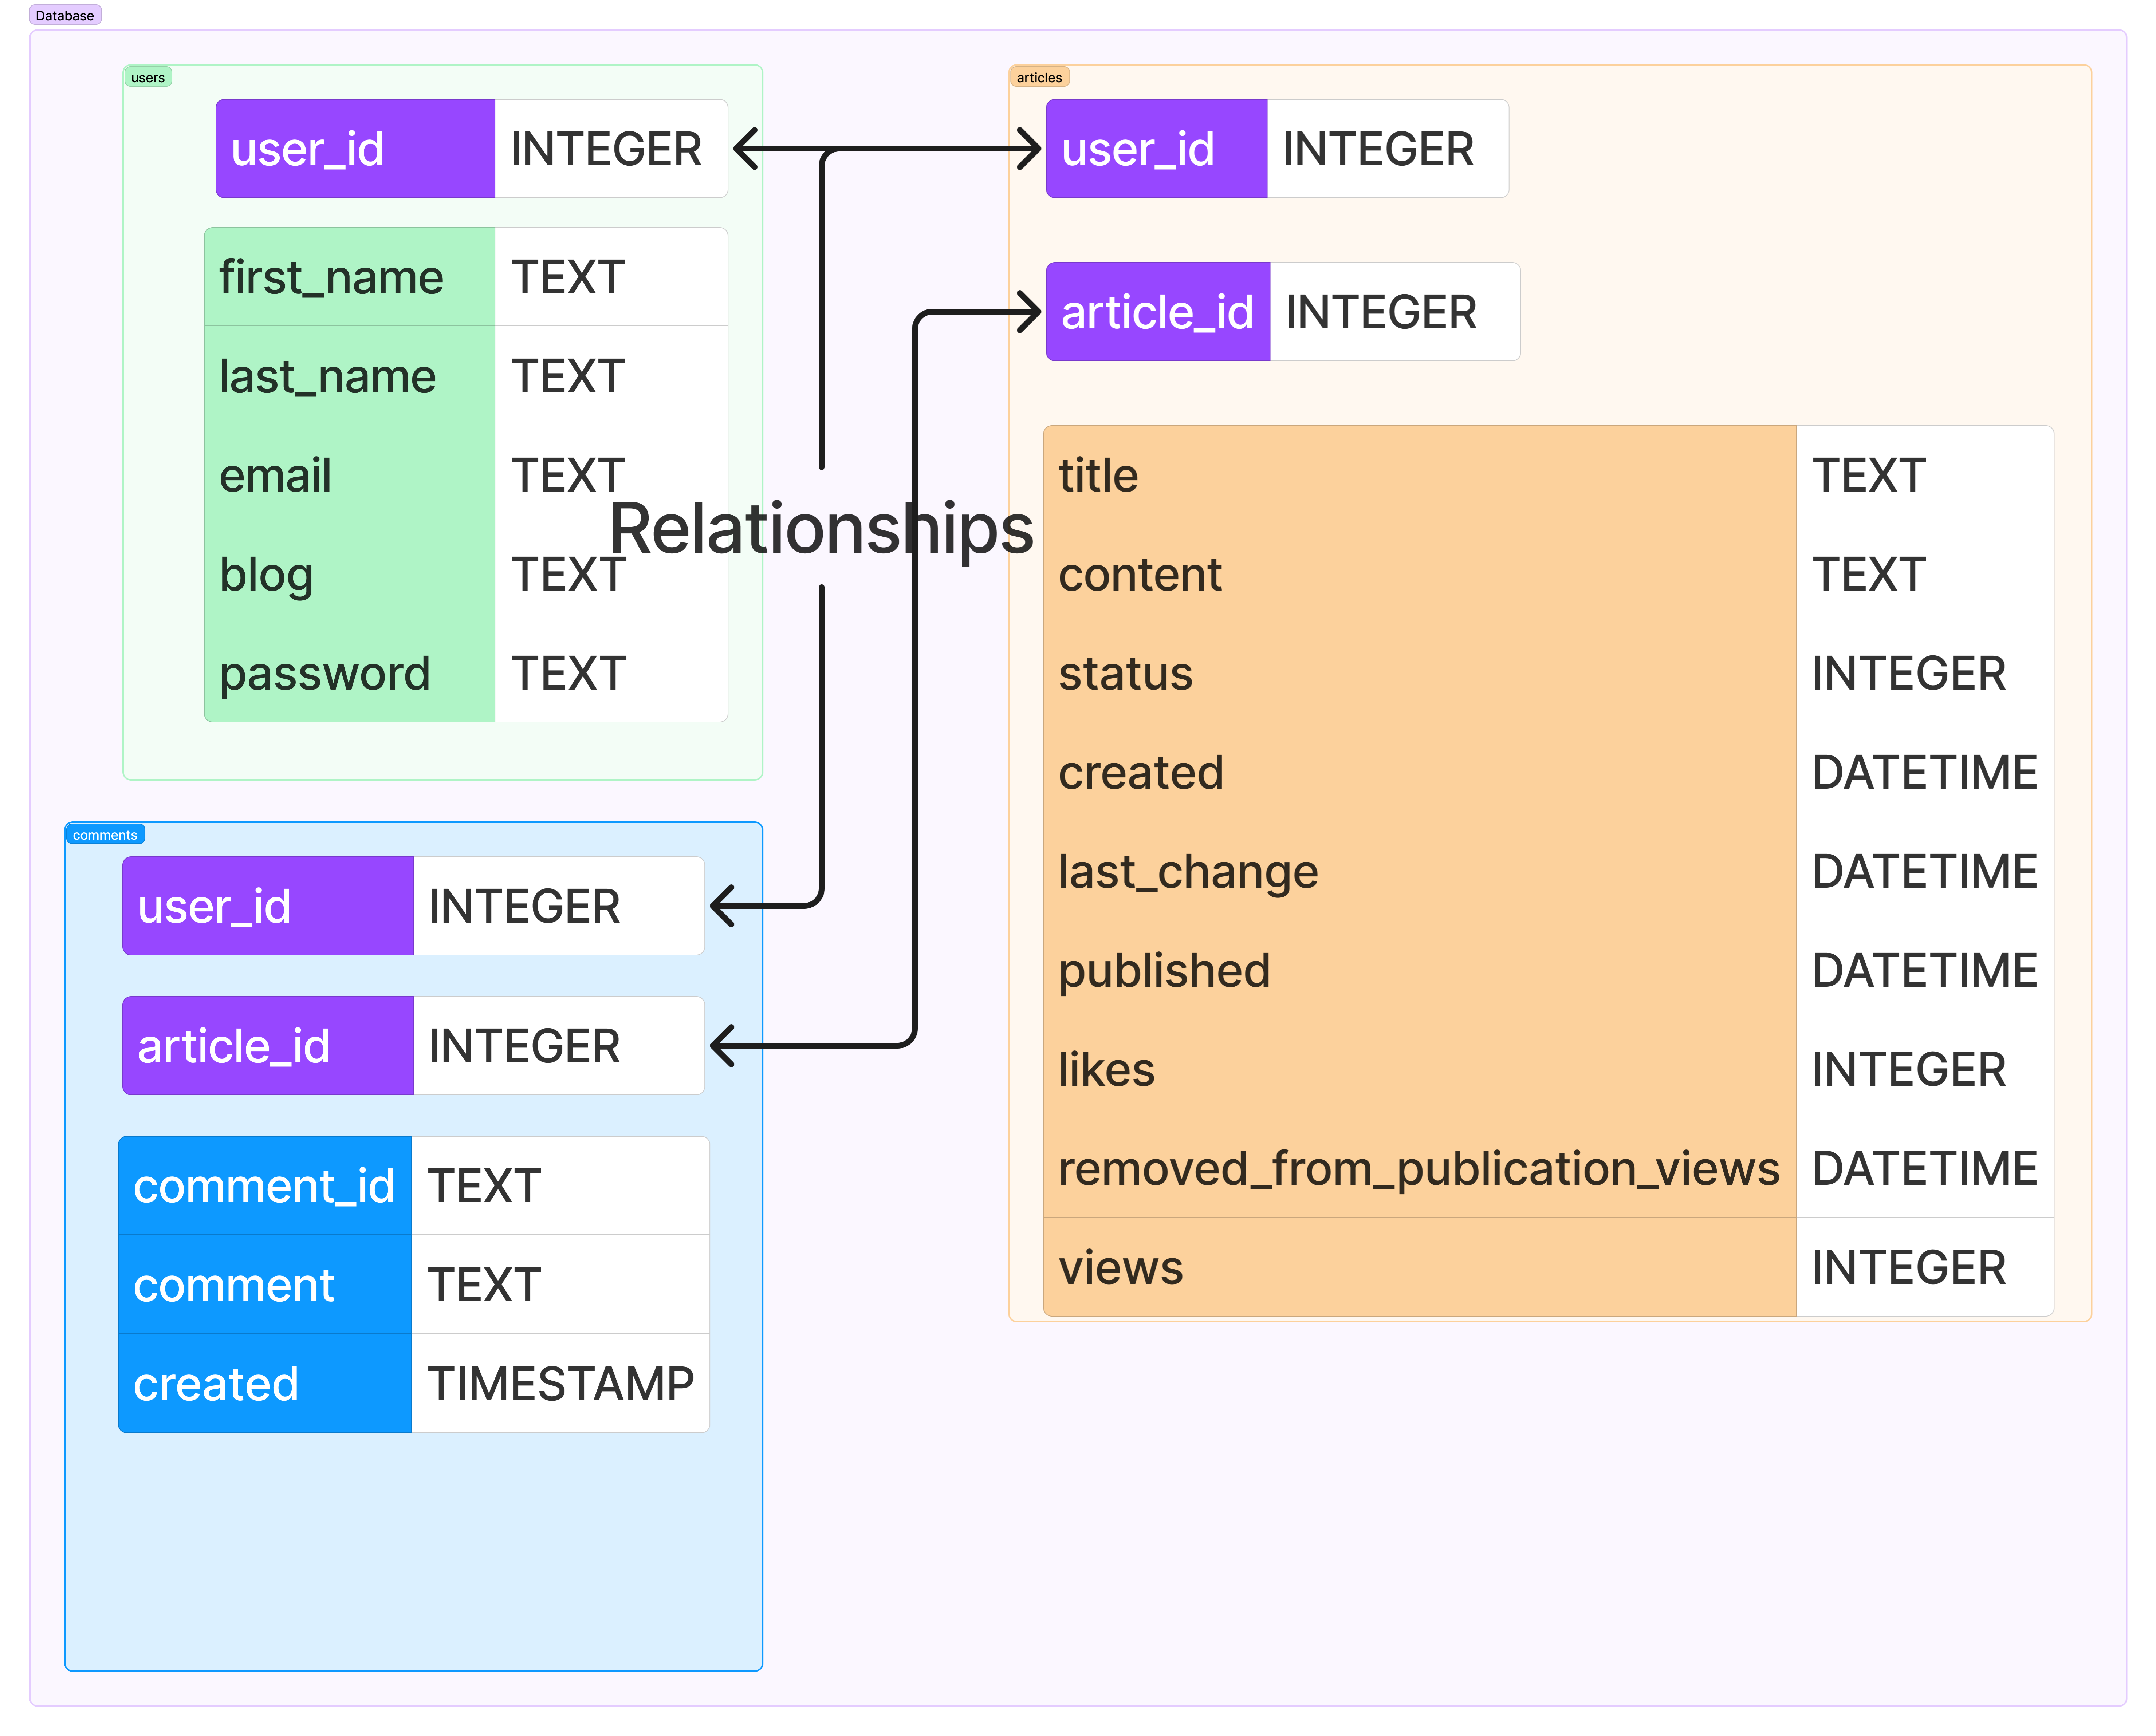 Database
users
user_id INTEGER
first_name TEXT
last_name TEXT
email TEXT
blog TEXT
password TEXT
Relationships
comments
user_id INTEGER
article_id INTEGER
comment_id TEXT
comment TEXT
created TIMESTAMP
articles
user_id INTEGER
article_id INTEGER
title TEXT
content TEXT
status INTEGER
created DATETIME
last_change DATETIME
published DATETIME
likes INTEGER
removed_from_publication_views DATETIME
views INTEGER